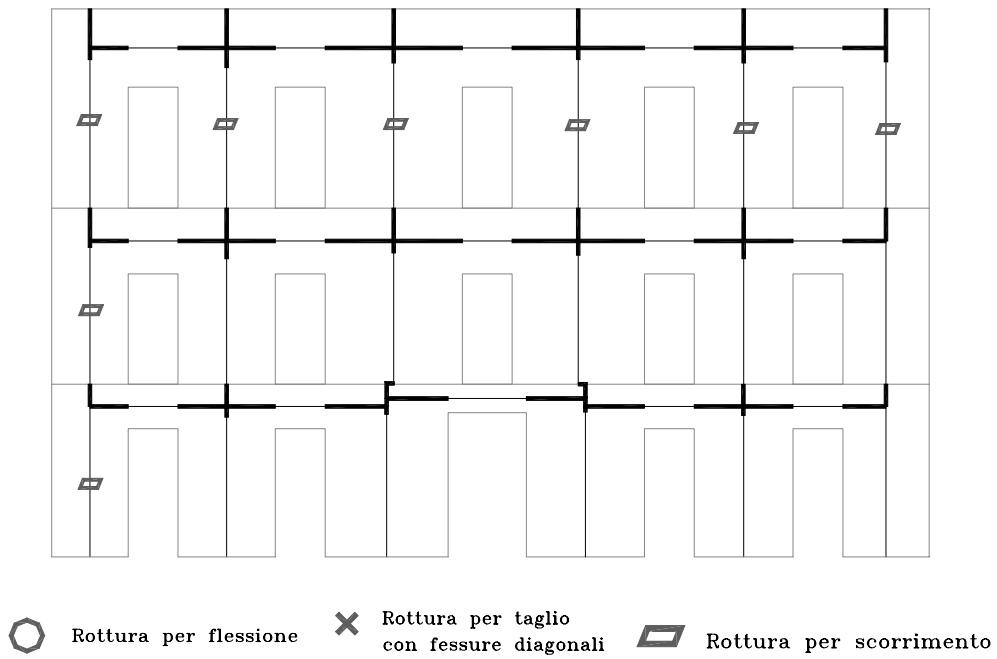 Rottura per flessione
Rottura per taglio
con fessure diagonali
Rottura per scorrimento